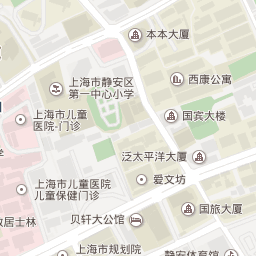 本本大厦
上海市静安区
第一中心小学
西康公寓
上海市儿童
医院-门诊
国宾大楼
泛太平洋大厦
上海市儿童医院
儿童保健门诊
爱文坊
居士林
国旅大厦
贝轩大公馆
上海市规划院
静安体育馆